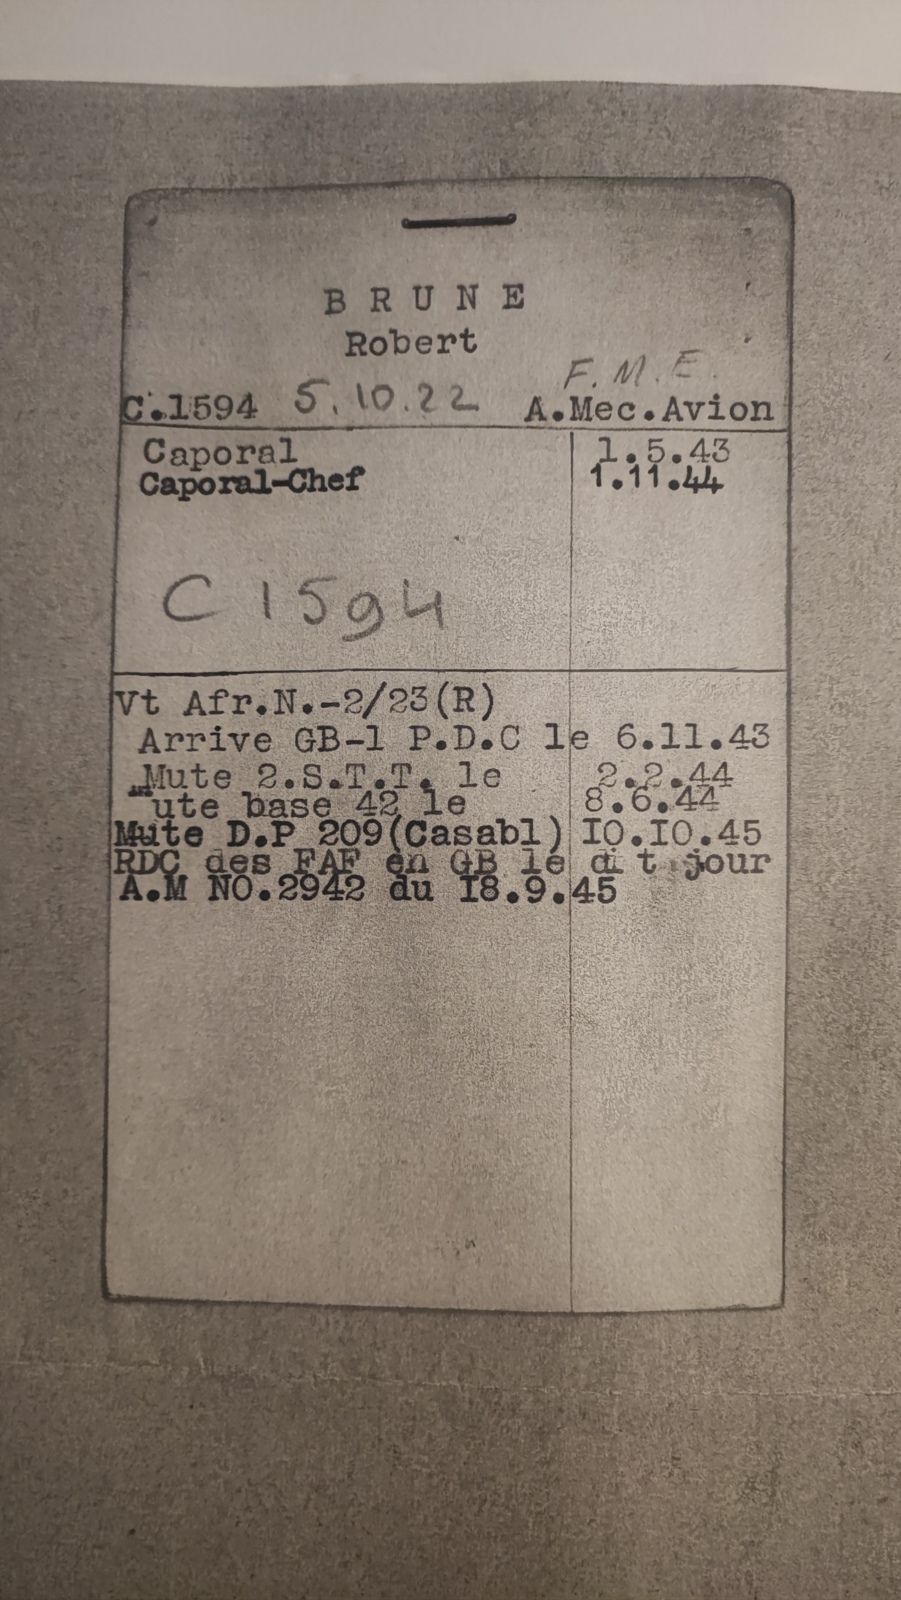 BRUNE
Robert
F.M.E.
C.1594 5.10.22 A.Mec.Avion
Caporal 1.5.43
Caporal-Chef 1.11.44
C 1594
Vt Afr.N.-2/23(R)
Arrive GB-1 P.D.C le 6.11.43
Mute 2.S.T.T. le 2.2.44
ute base 42 le 8.6.44
Mute D.P 209(Casabl) IO.IO.45
RDC des FAF en GB le di t jour
A.M NO.2942 du I8.9.45